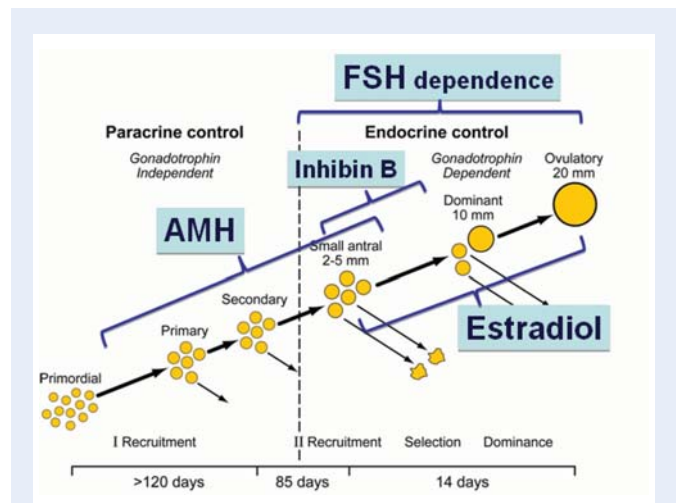 FSH dependence
Paracrine control
Gonadotrophin
Independent
Endocrine control
Gonadotrophin
Dependent
Inhibin B
Ovulatory
20 mm
Dominant
10 mm
AMH
Small antral
2-5 mm
Secondary
Primary
Primordial
Estradiol
I Recruitment
II Recruitment
Selection
Dominance
>120 days
85 days
14 days